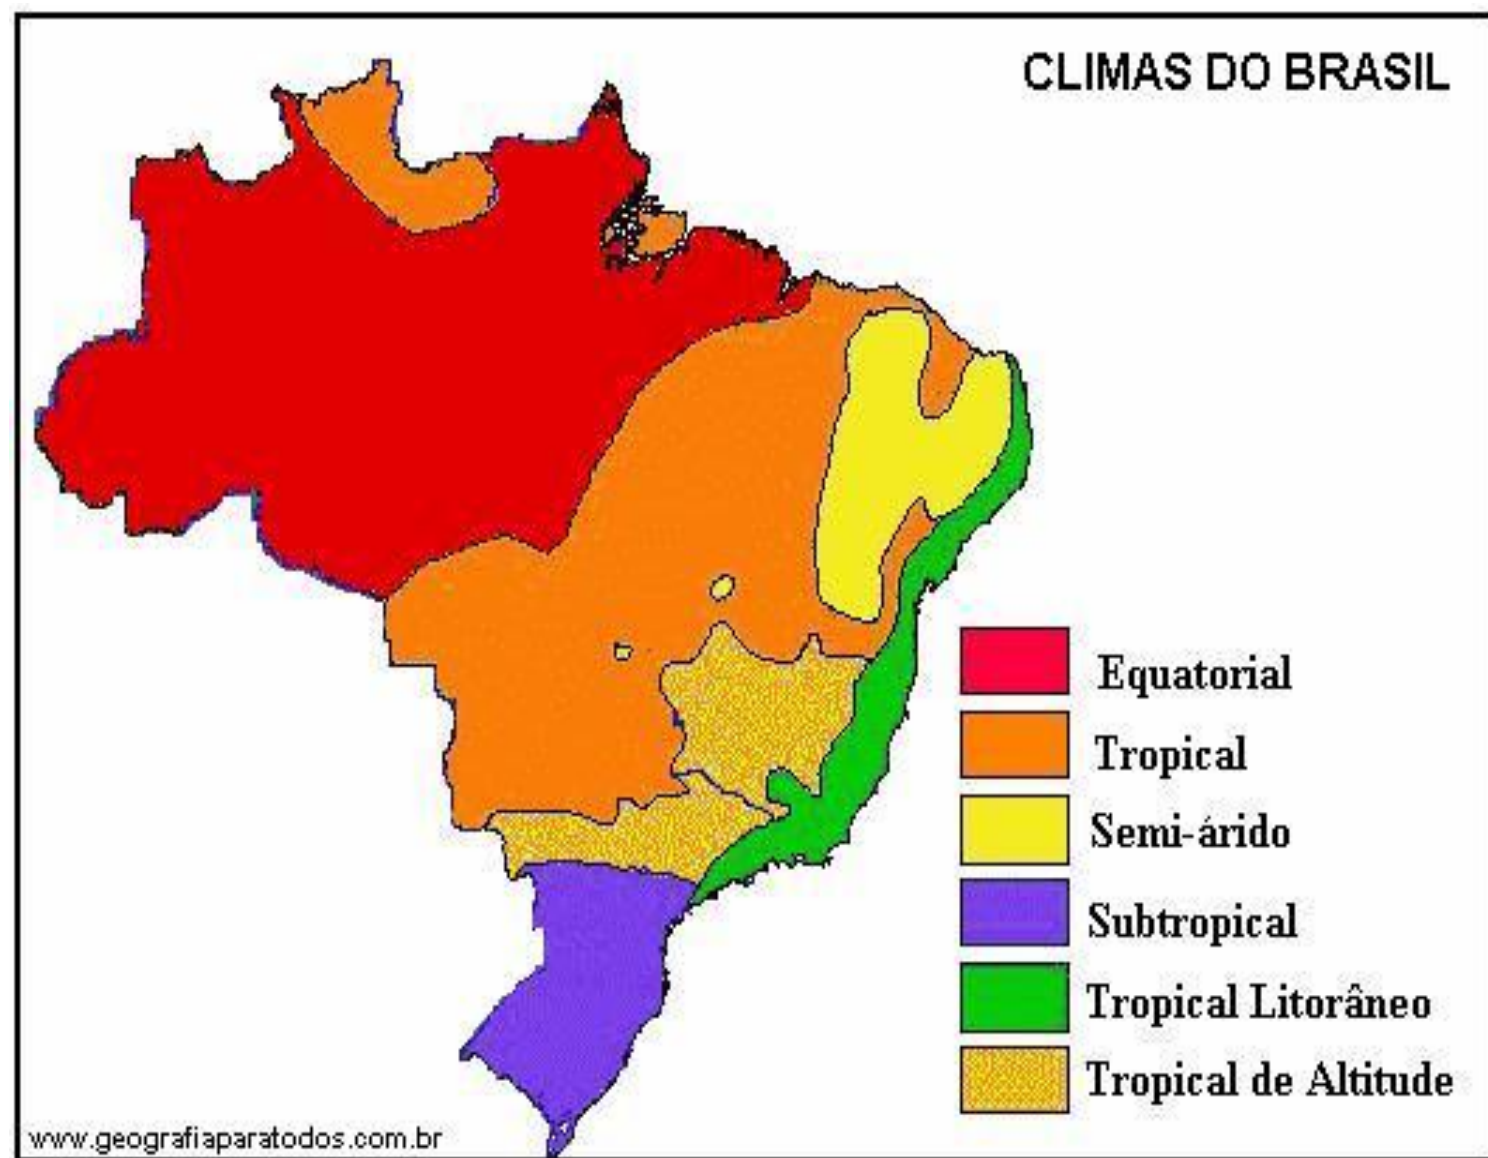 CLIMAS DO BRASIL
Equatorial
Tropical
Semi-árido
Subtropical
Tropical Litorâneo
Tropical de Altitude
www.geografiaparatodos.com.br